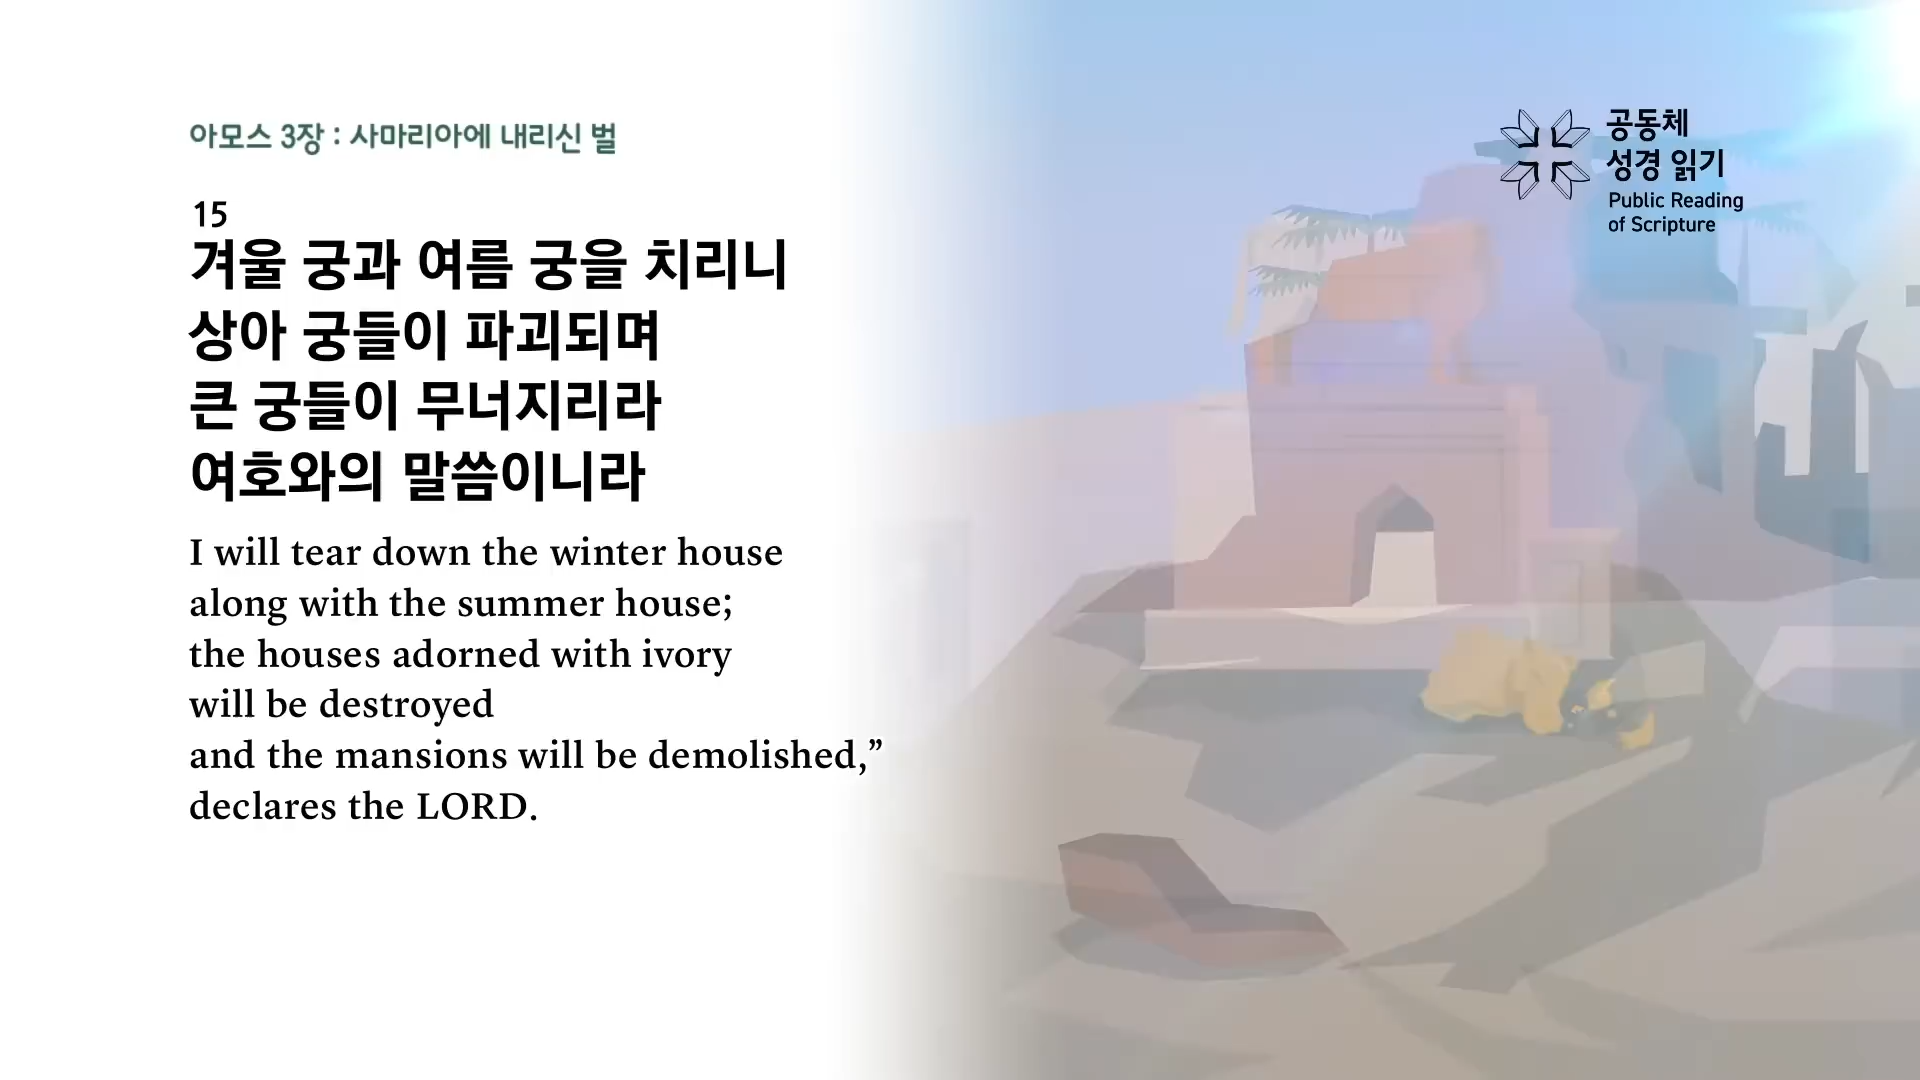 아모스 3장 : 사마리아에 내리신 벌
15
겨울 궁과 여름 궁을 치리니
상아 궁들이 파괴되며
큰 궁들이 무너지리라
여호와의 말씀이니라
I will tear down the winter house
along with the summer house;
the houses adorned with ivory
will be destroyed
and the mansions will be demolished,”
declares the LORD.
공동체
성경 읽기
Public Reading
of Scripture